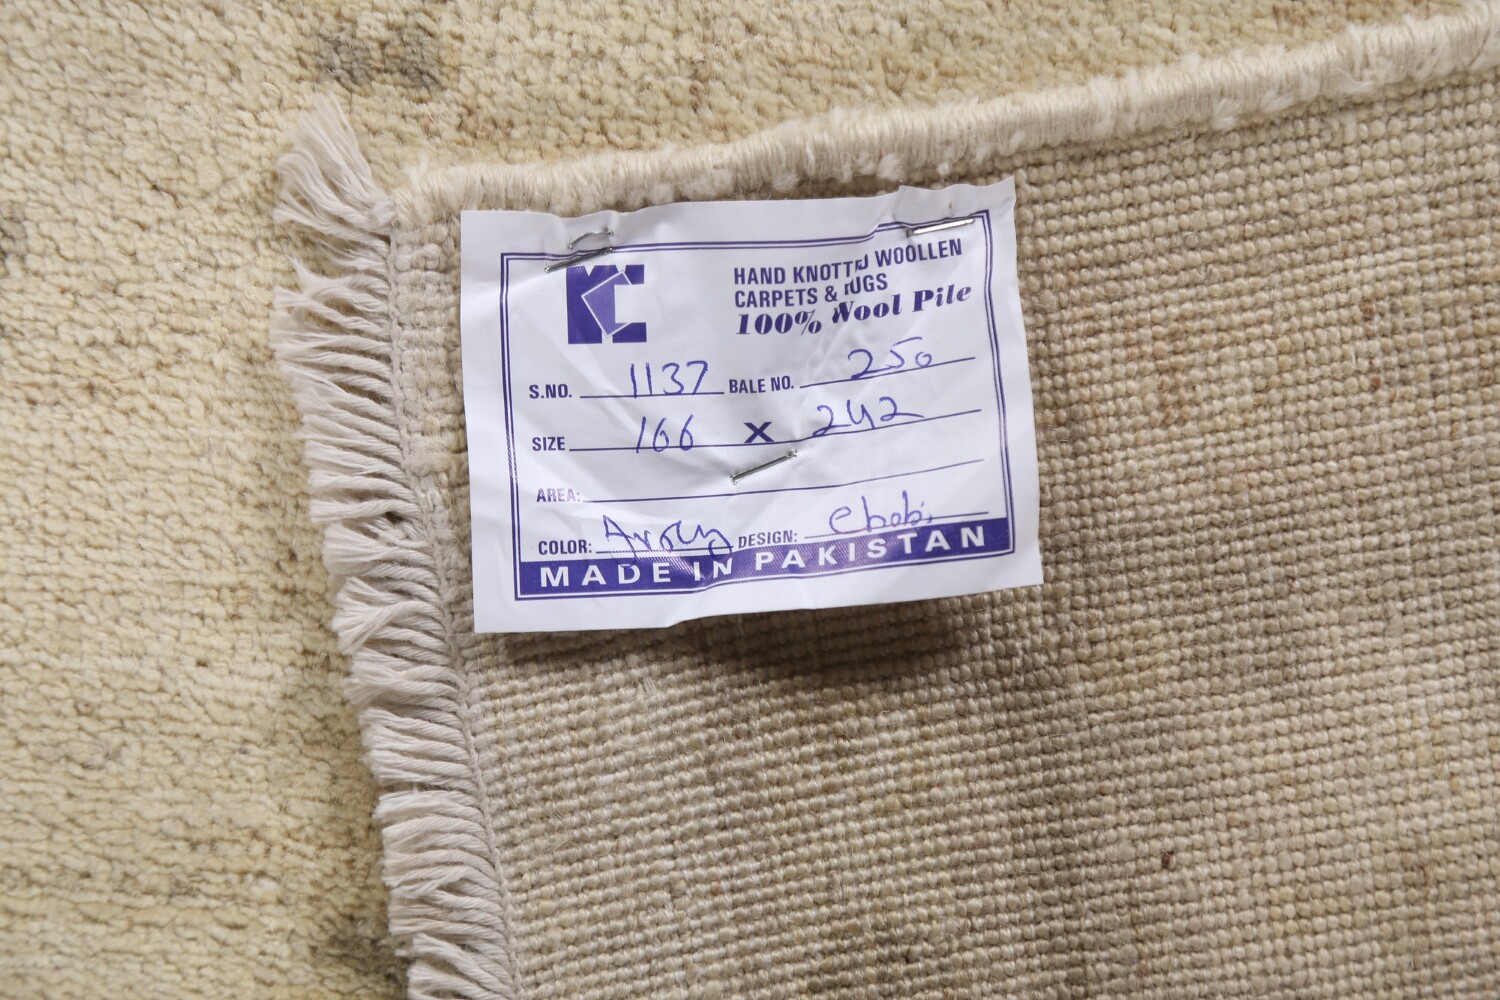 KC
HAND KNOTTED WOOLLEN
CARPETS & RUGS
100% Wool Pile
S.NO. 1137 BALE NO. 250
SIZE 166 X 242
AREA:
COLOR: DESIGN: chobi
MADE IN PAKISTAN